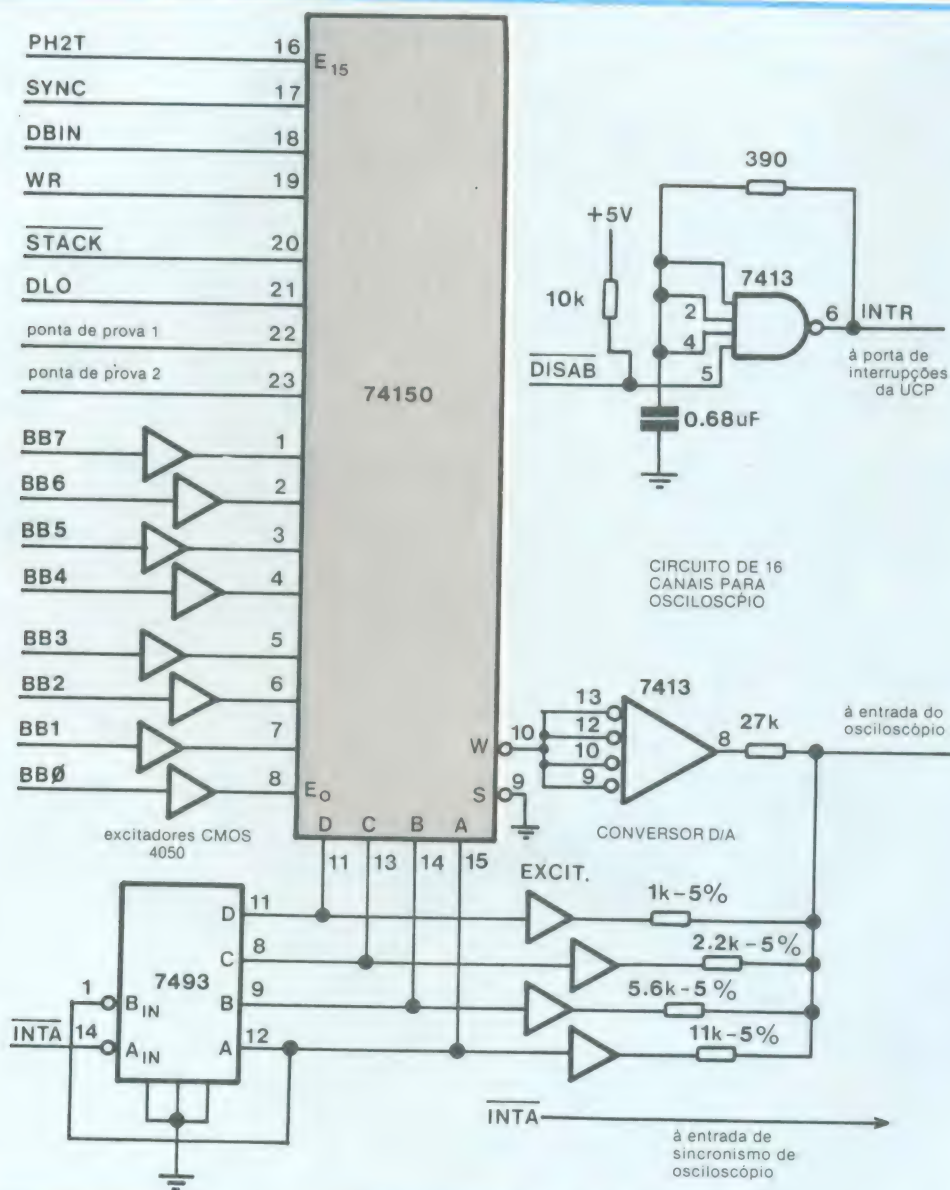 PH2T 16
E15
SYNC 17
DBIN 18
WR 19
STACK 20
DLO 21
ponta de prova 1 22
ponta de prova 2 23
74150
BB7 1
BB6 2
BB5 3
BB4 4
BB3 5
BB2 6
BB1 7
BBØ 8
E0
W 10
S 9
D C B A
11 13 14 15
excitadores CMOS
4050
390
+5V
10k
7413
2
4
5
6 INTR
DISAB
à porta de
interrupções
da UCP
0.68uF
CIRCUITO DE 16
CANAIS PARA
OSCILOSCPIO
7413
13
12
10
9
8
27k
à entrada do
osciloscópio
CONVERSOR D/A
EXCIT.
1k-5%
2.2k-5%
5.6k-5%
11k-5%
7493
D 11
C 8
B 9
A 12
1 BIN
14 AIN
INTA
INTA
à entrada de
sincronismo de
osciloscópio